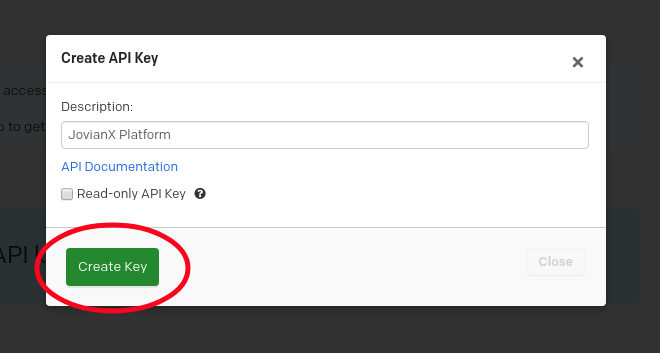 Create API Key
×
access
Description:
to get
JovianX Platform
API Documentation
Read-only API Key ?
API
Create Key
Close